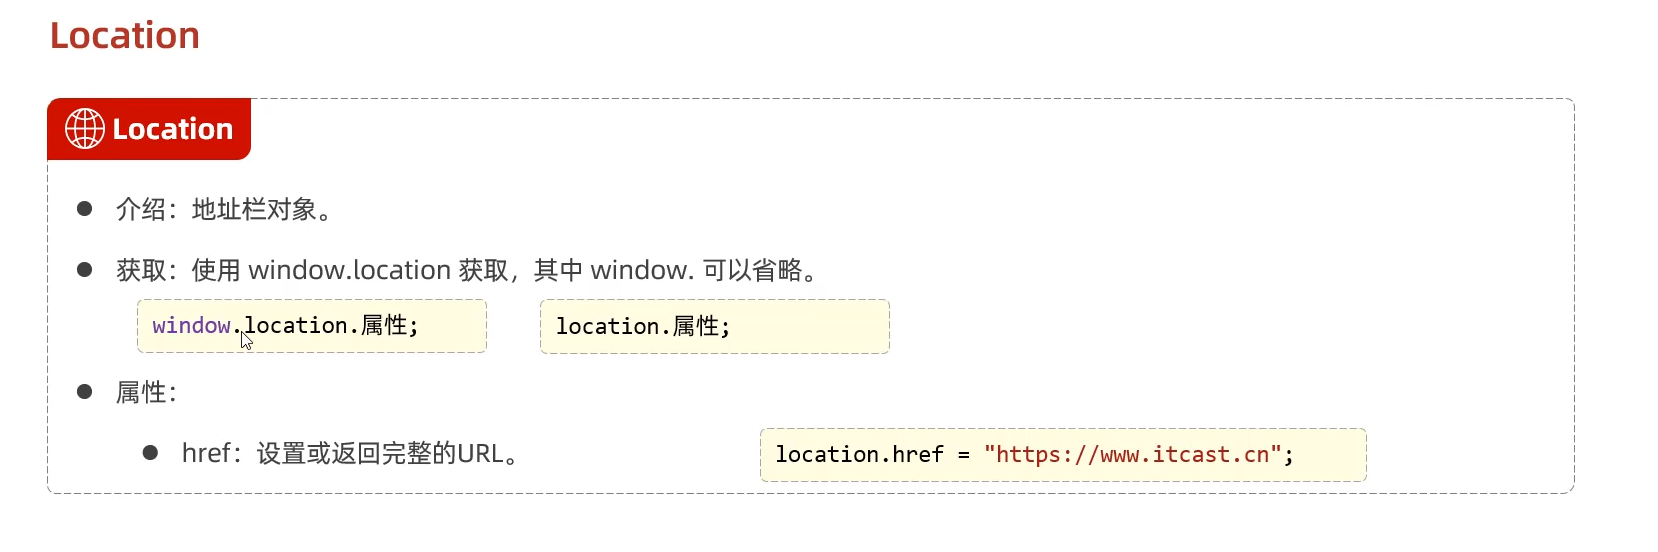 Location
Location
介绍：地址栏对象。
获取：使用 window.location 获取，其中 window. 可以省略。
window.location.属性;
location.属性;
属性：
href：设置或返回完整的URL。
location.href = "https://www.itcast.cn";